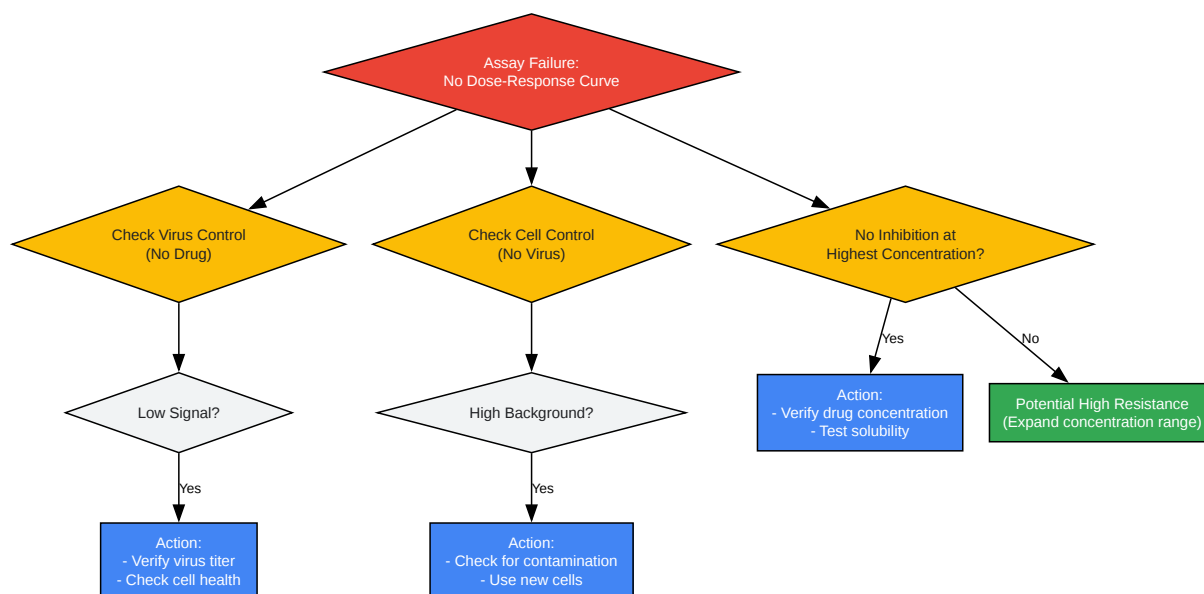 Assay Failure:
No Dose-Response Curve
Check Virus Control
(No Drug)
Check Cell Control
(No Virus)
No Inhibition at
Highest Concentration?
Yes
No
Low Signal?
High Background?
Action:
- Verify drug concentration
- Test solubility
Potential High Resistance
(Expand concentration range)
Yes
Yes
Action:
- Verify virus titer
- Check cell health
Action:
- Check for contamination
- Use new cells